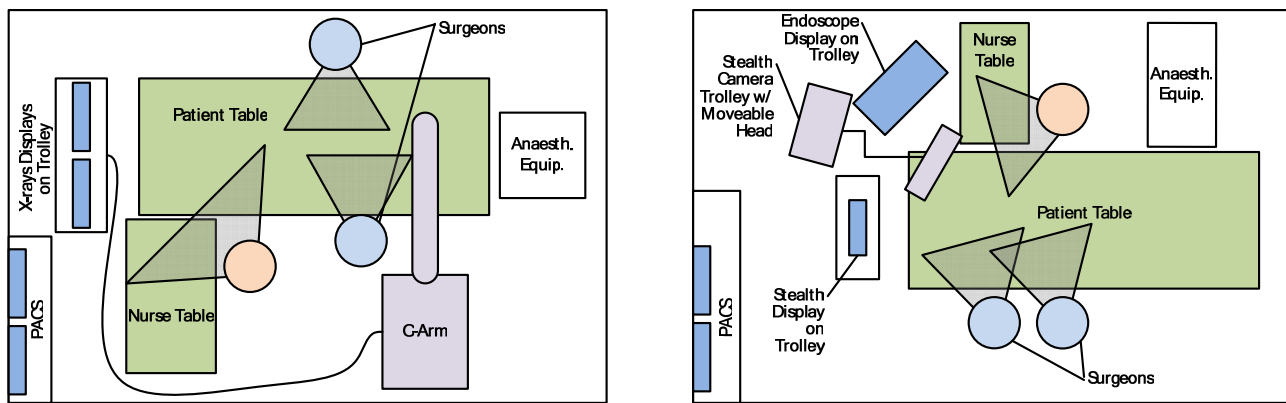 Surgeons
Patient Table
X-rays Displays
on Trolley
Anaesth.
Equip.
PACS
Nurse Table
C-Arm
Endoscope
Display on
Trolley
Nurse
Table
Stealth
Camera
Trolley w/
Moveable
Head
Anaesth.
Equip.
Patient Table
PACS
Stealth
Display
on
Trolley
Surgeons